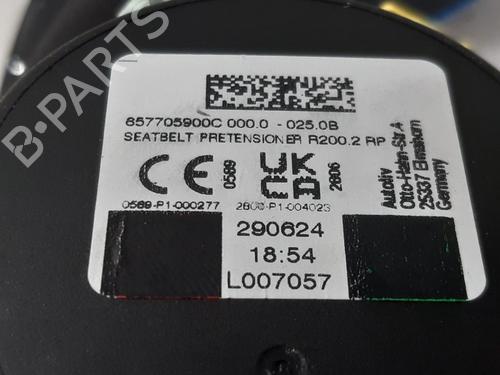 657705900C 000.0 - 025.0B
SEATBELT PRETENSIONER R200.2 RP
CE 0589
UK CA 2806
0589-P1-000277
2806-P1-004023
Autoliv
Otto-Hahn-Str.4
25337 Elmshorn
Germany
290624
18:54
L007057
B-PARTS